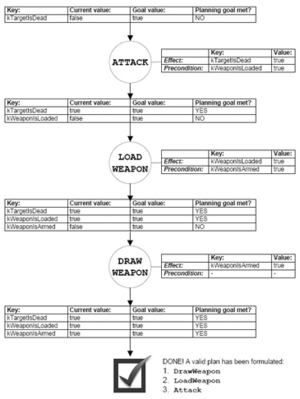 Key: Current value: Goal value: Planning goal met?
kTargetIsDead false true NO
ATTACK
Key: Value:
Effect: kTargetIsDead true
Precondition: kWeaponIsLoaded true
Key: Current value: Goal value: Planning goal met?
kTargetIsDead true true YES
kWeaponIsLoaded false true NO
LOAD
WEAPON
Key: Value:
Effect: kWeaponIsLoaded true
Precondition: kWeaponIsArmed true
Key: Current value: Goal value: Planning goal met?
kTargetIsDead true true YES
kWeaponIsLoaded true true YES
kWeaponIsArmed false true NO
DRAW
WEAPON
Key: Value:
Effect: kWeaponIsArmed true
Precondition: - -
Key: Current value: Goal value: Planning goal met?
kTargetIsDead true true YES
kWeaponIsLoaded true true YES
kWeaponIsArmed true true YES
DONE! A valid plan has been formulated:
1. DrawWeapon
2. LoadWeapon
3. Attack